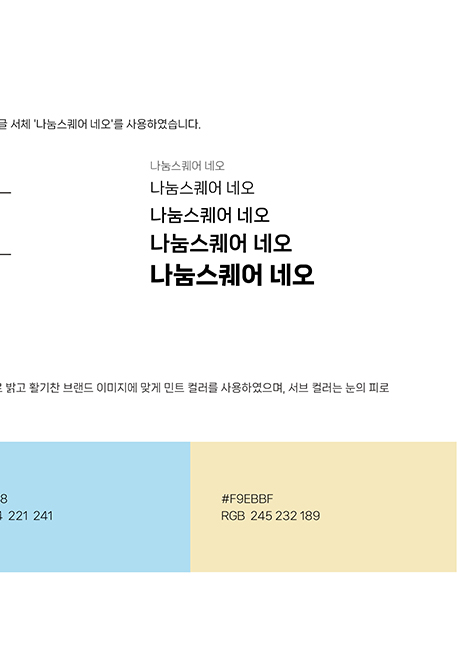 글 서체 '나눔스퀘어 네오'를 사용하였습니다.
나눔스퀘어 네오
나눔스퀘어 네오
나눔스퀘어 네오
나눔스퀘어 네오
나눔스퀘어 네오
밝고 활기찬 브랜드 이미지에 맞게 민트 컬러를 사용하였으며, 서브 컬러는 눈의 피로
8
221 241
#F9EBBF
RGB 245 232 189